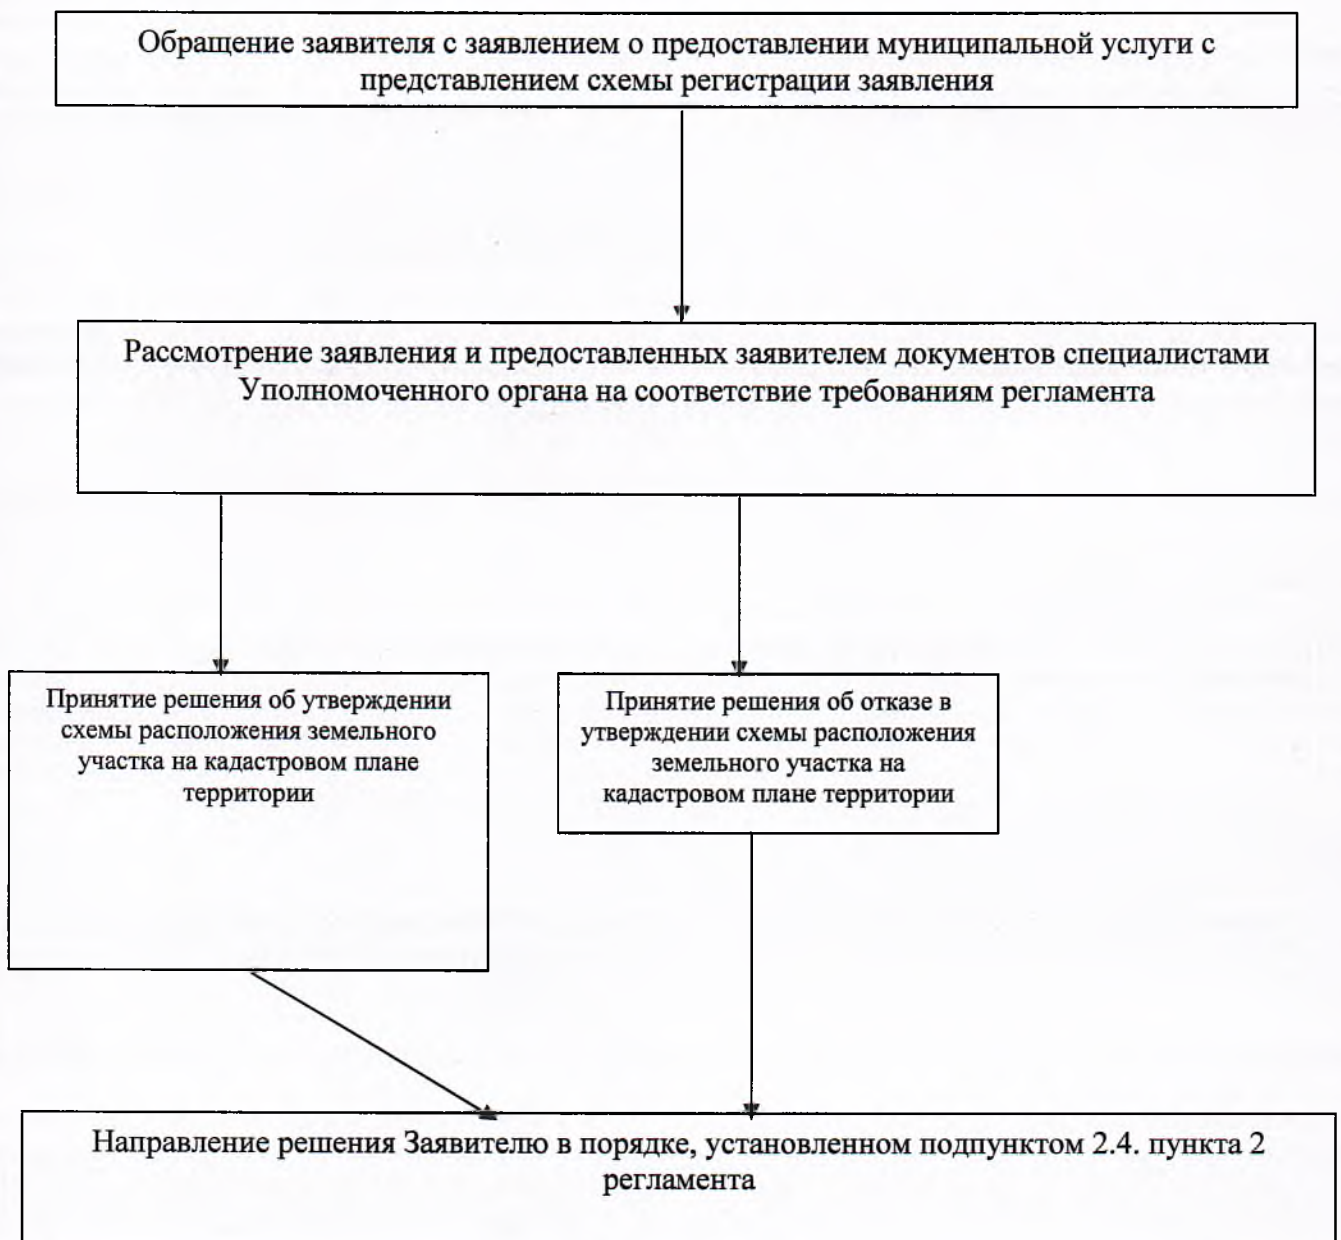 Обращение заявителя с заявлением о предоставлении муниципальной услуги с
представлением схемы регистрации заявления
Рассмотрение заявления и предоставленных заявителем документов специалистами
Уполномоченного органа на соответствие требованиям регламента
Принятие решения об утверждении
схемы расположения земельного
участка на кадастровом плане
территории
Принятие решения об отказе в
утверждении схемы расположения
земельного участка на
кадастровом плане территории
Направление решения Заявителю в порядке, установленном подпунктом 2.4. пункта 2
регламента